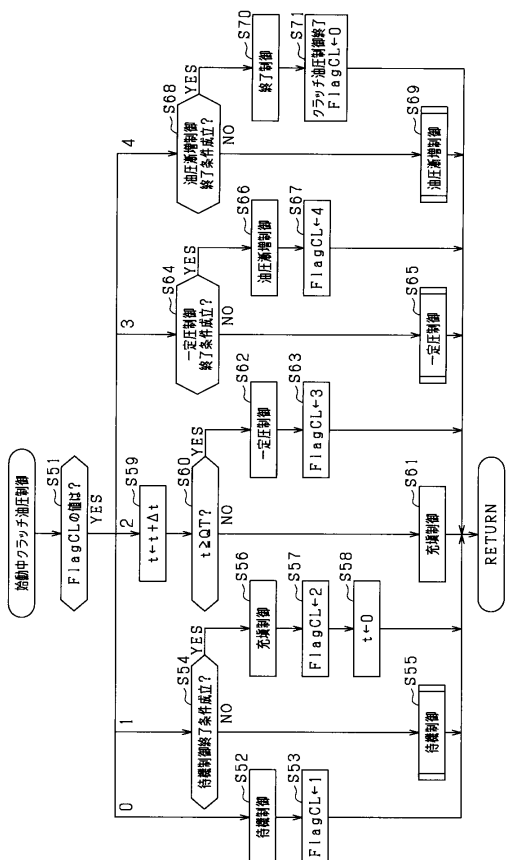 始動中クラッチ油圧制御
S51
FlagCLの値は?
YES
0
1
2
3
4
S52
待機制御
S53
FlagCL←1
S54
待機制御終了条件成立?
YES
NO
S55
待機制御
S56
充填制御
S57
FlagCL←2
S58
t←0
S59
t←t+Δt
S60
t≧QT?
YES
NO
S61
充填制御
S62
一定圧制御
S63
FlagCL←3
S64
一定圧制御
終了条件成立?
YES
NO
S65
一定圧制御
S66
油圧漸増制御
S67
FlagCL←4
S68
油圧漸増制御
終了条件成立?
YES
NO
S69
油圧漸増制御
S70
終了制御
S71
クラッチ油圧制御終了
FlagCL←0
RETURN